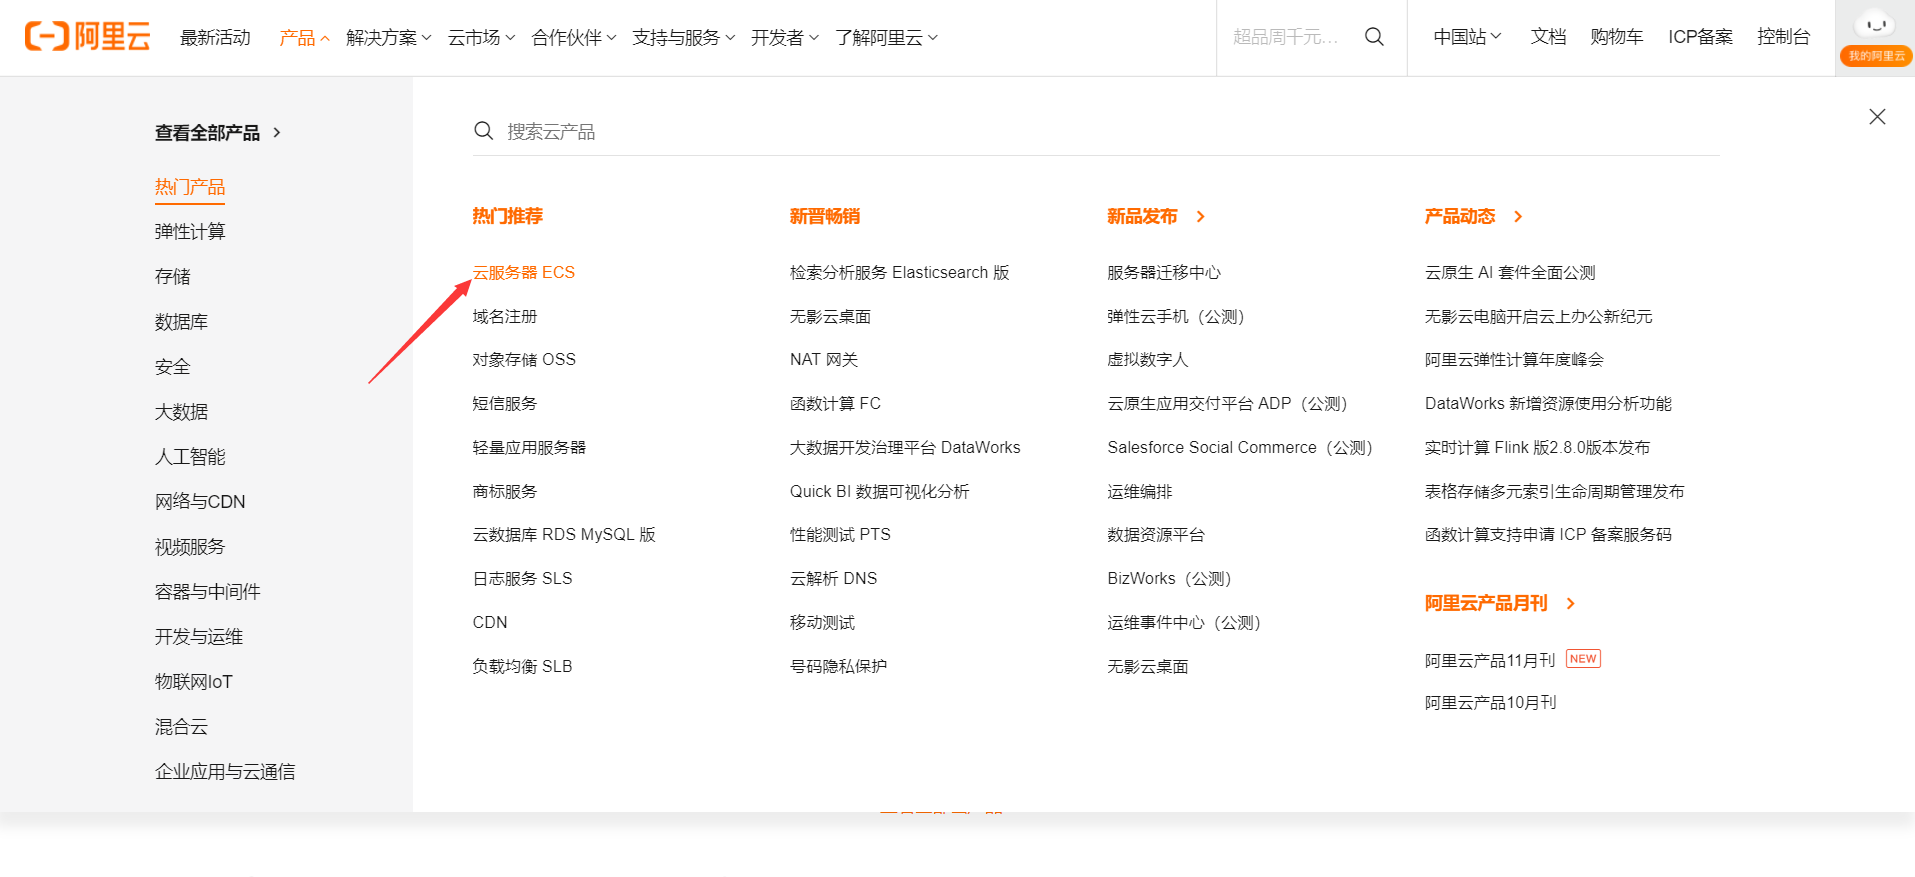 阿里云
最新活动 产品 解决方案 云市场 合作伙伴 支持与服务 开发者 了解阿里云
超品周千元...
中国站 文档 购物车 ICP备案 控制台
我的阿里云
查看全部产品
热门产品
弹性计算
存储
数据库
安全
大数据
人工智能
网络与CDN
视频服务
容器与中间件
开发与运维
物联网IoT
混合云
企业应用与云通信
搜索云产品
热门推荐
云服务器 ECS
域名注册
对象存储 OSS
短信服务
轻量应用服务器
商标服务
云数据库 RDS MySQL 版
日志服务 SLS
CDN
负载均衡 SLB
新晋畅销
检索分析服务 Elasticsearch 版
无影云桌面
NAT 网关
函数计算 FC
大数据开发治理平台 DataWorks
Quick BI 数据可视化分析
性能测试 PTS
云解析 DNS
移动测试
号码隐私保护
新品发布
服务器迁移中心
弹性云手机（公测）
虚拟数字人
云原生应用交付平台 ADP（公测）
Salesforce Social Commerce（公测）
运维编排
数据资源平台
BizWorks（公测）
运维事件中心（公测）
无影云桌面
产品动态
云原生 AI 套件全面公测
无影云电脑开启云上办公新纪元
阿里云弹性计算年度峰会
DataWorks 新增资源使用分析功能
实时计算 Flink 版2.8.0版本发布
表格存储多元索引生命周期管理发布
函数计算支持申请 ICP 备案服务码
阿里云产品月刊
阿里云产品11月刊 NEW
阿里云产品10月刊